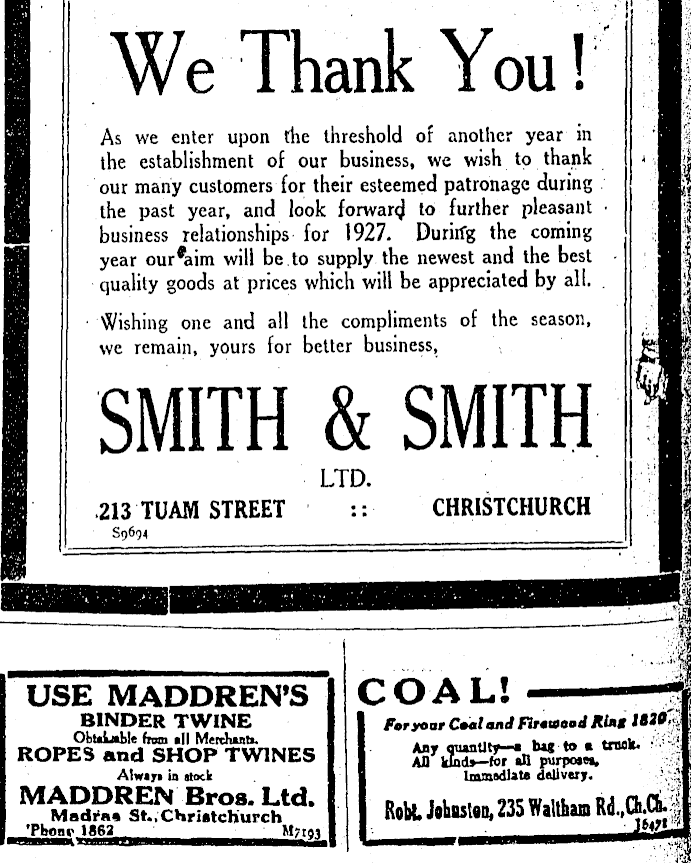 We Thank You!
As we enter upon the threshold of another year in
the establishment of our business, we wish to thank
our many customers for their esteemed patronage during
the past year, and look forward to further pleasant
business relationships for 1927. During the coming
year our aim will be to supply the newest and the best
quality goods at prices which will be appreciated by all.
Wishing one and all the compliments of the season,
we remain, yours for better business,
SMITH & SMITH
LTD.
213 TUAM STREET :: CHRISTCHURCH
S9694
USE MADDREN'S
BINDER TWINE
Obtainable from all Merchants.
ROPES and SHOP TWINES
Always in stock
MADDREN Bros. Ltd.
Madras St., Christchurch
'Phone 1862 M7193
COAL!
For your Coal and Firewood Ring 1820.
Any quantity—a bag to a truck.
All kinds—for all purposes,
Immediate delivery.
Robt. Johnston, 235 Waltham Rd., Ch.Ch.
J6471